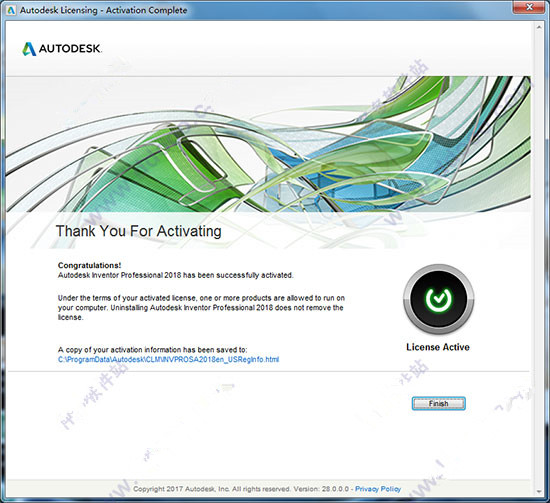 Autodesk Licensing - Activation Complete
AUTODESK.
Thank You For Activating
Congratulations!
Autodesk Inventor Professional 2018 has been successfully activated.
Under the terms of your activated license, one or more products are allowed to run on
your computer. Uninstalling Autodesk Inventor Professional 2018 does not remove the
license.
License Active
A copy of your activation information has been saved to:
C:\ProgramData\Autodesk\CLM\INVPROSA2018en_USRegInfo.html
Finish
Copyright 2017 Autodesk, Inc. All rights reserved. Version: 28.0.0.0 - Privacy Policy